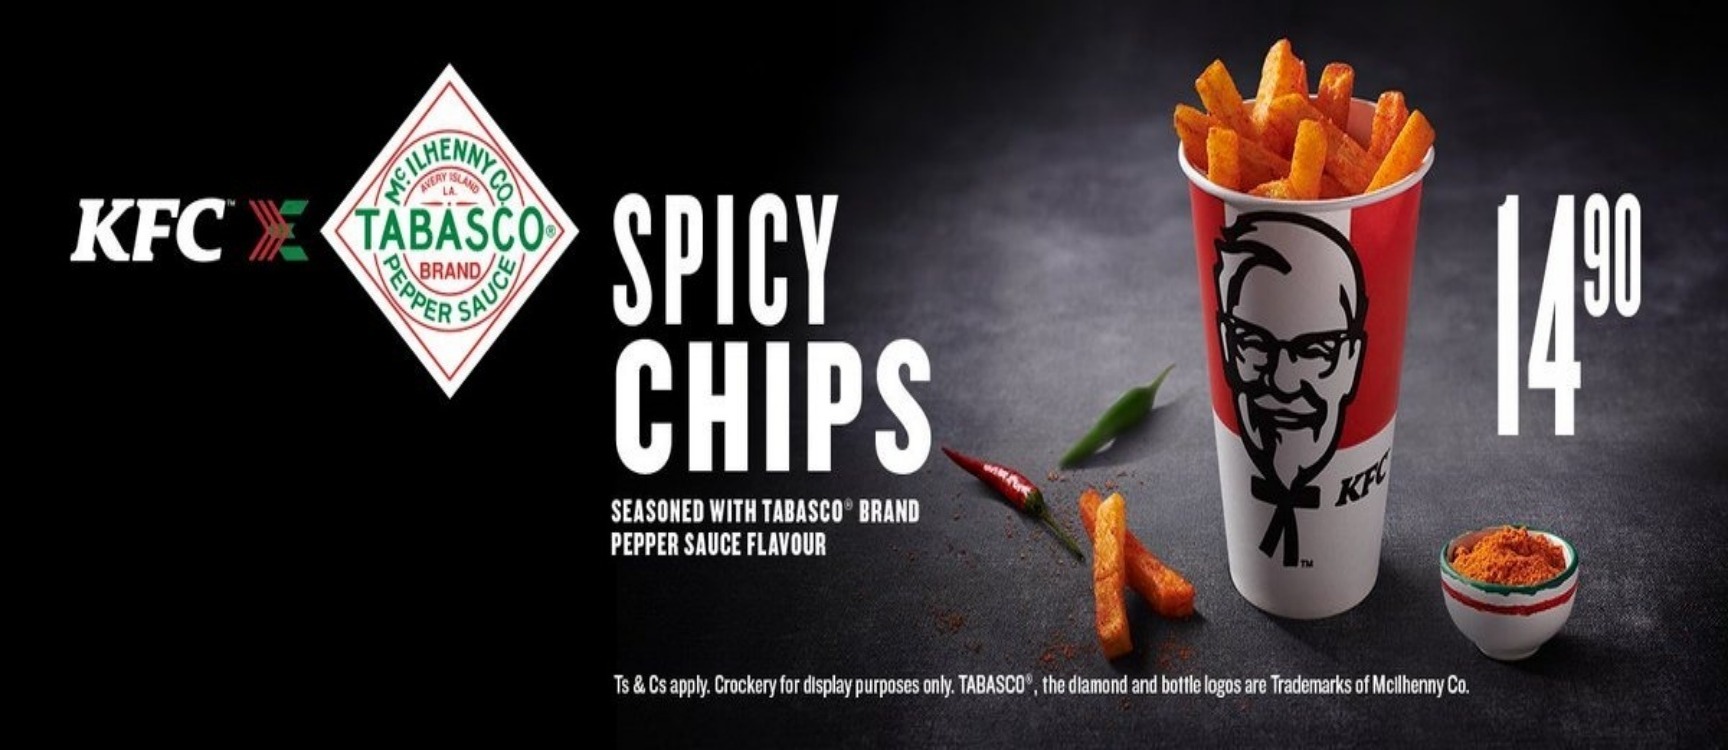 KFC™
McILHENNY CO.
AVERY ISLAND
LA.
TABASCO®
BRAND
PEPPER SAUCE
SPICY
CHIPS
SEASONED WITH TABASCO® BRAND
PEPPER SAUCE FLAVOUR
KFC
TM
14⁹⁰
Ts & Cs apply. Crockery for display purposes only. TABASCO®, the diamond and bottle logos are Trademarks of McIlhenny Co.